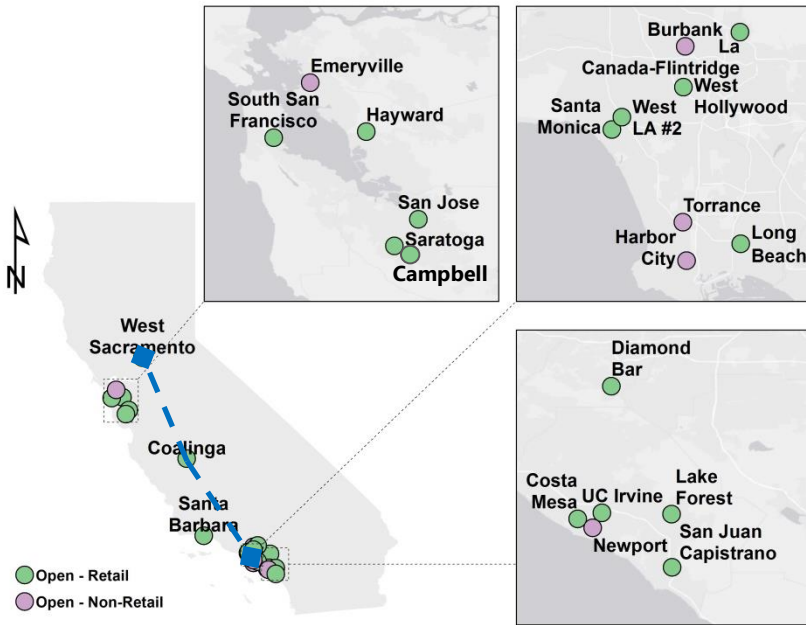 Emeryville
South San
Francisco
Hayward
San Jose
Saratoga
Campbell
Burbank
La
Canada-Flintridge
West
Hollywood
Santa
Monica
West
LA #2
Torrance
Harbor
City
Long
Beach
N
West
Sacramento
Coalinga
Santa
Barbara
Diamond
Bar
Costa
Mesa
UC Irvine
Lake
Forest
Newport
San Juan
Capistrano
Open - Retail
Open - Non-Retail